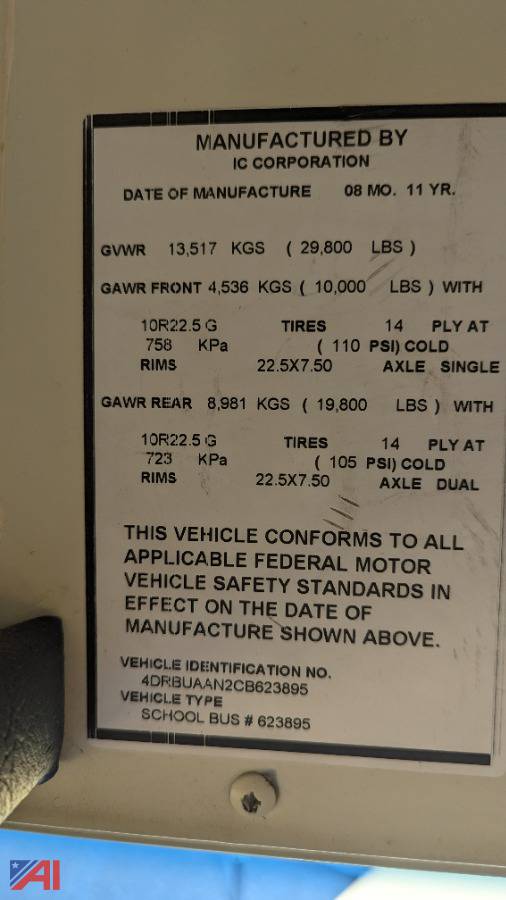 MANUFACTURED BY
IC CORPORATION
DATE OF MANUFACTURE 08 MO. 11 YR.
GVWR 13,517 KGS ( 29,800 LBS )
GAWR FRONT 4,536 KGS ( 10,000 LBS ) WITH
10R22.5 G TIRES 14 PLY AT
758 KPa ( 110 PSI) COLD
RIMS 22.5X7.50 AXLE SINGLE
GAWR REAR 8,981 KGS ( 19,800 LBS ) WITH
10R22.5 G TIRES 14 PLY AT
723 KPa ( 105 PSI) COLD
RIMS 22.5X7.50 AXLE DUAL
THIS VEHICLE CONFORMS TO ALL
APPLICABLE FEDERAL MOTOR
VEHICLE SAFETY STANDARDS IN
EFFECT ON THE DATE OF
MANUFACTURE SHOWN ABOVE.
VEHICLE IDENTIFICATION NO.
4DRBUAAN2CB623895
VEHICLE TYPE
SCHOOL BUS # 623895
AI